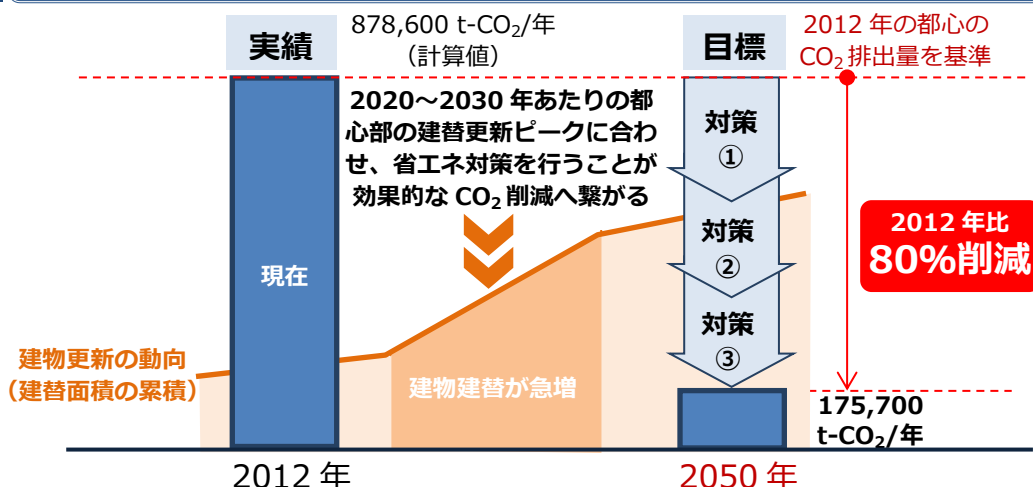 実績
878,600 t-CO₂/年
（計算値）
目標
2012 年の都心の
CO₂ 排出量を基準
2020～2030 年あたりの都
心部の建替更新ピークに合わ
せ、省エネ対策を行うことが
効果的な CO₂ 削減へ繋がる
対策
①
対策
②
対策
③
2012 年比
80%削減
現在
建物更新の動向
（建替面積の累積）
建物建替が急増
175,700
t-CO₂/年
2012 年
2050 年